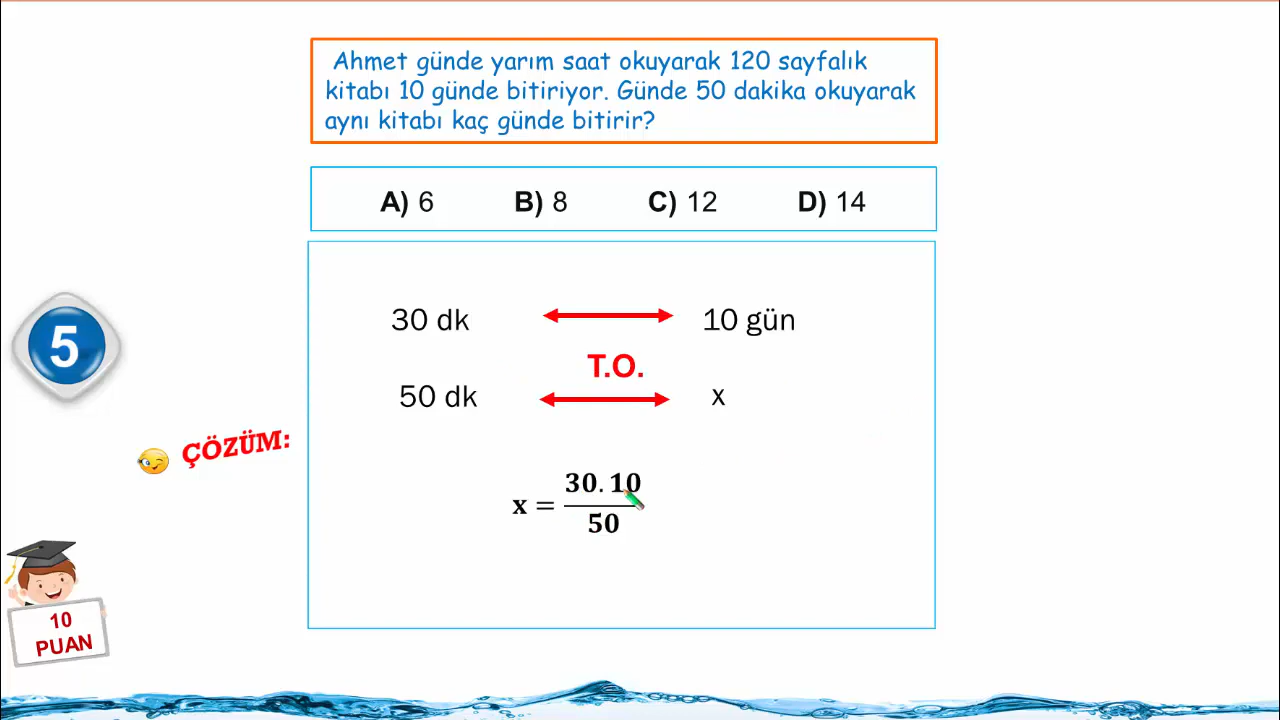 Ahmet günde yarım saat okuyarak 120 sayfalık
kitabı 10 günde bitiriyor. Günde 50 dakika okuyarak
aynı kitabı kaç günde bitirir?
A) 6 B) 8 C) 12 D) 14
30 dk 10 gün
T.O.
50 dk x
5
ÇÖZÜM:
x = 30.10 / 50
10
PUAN